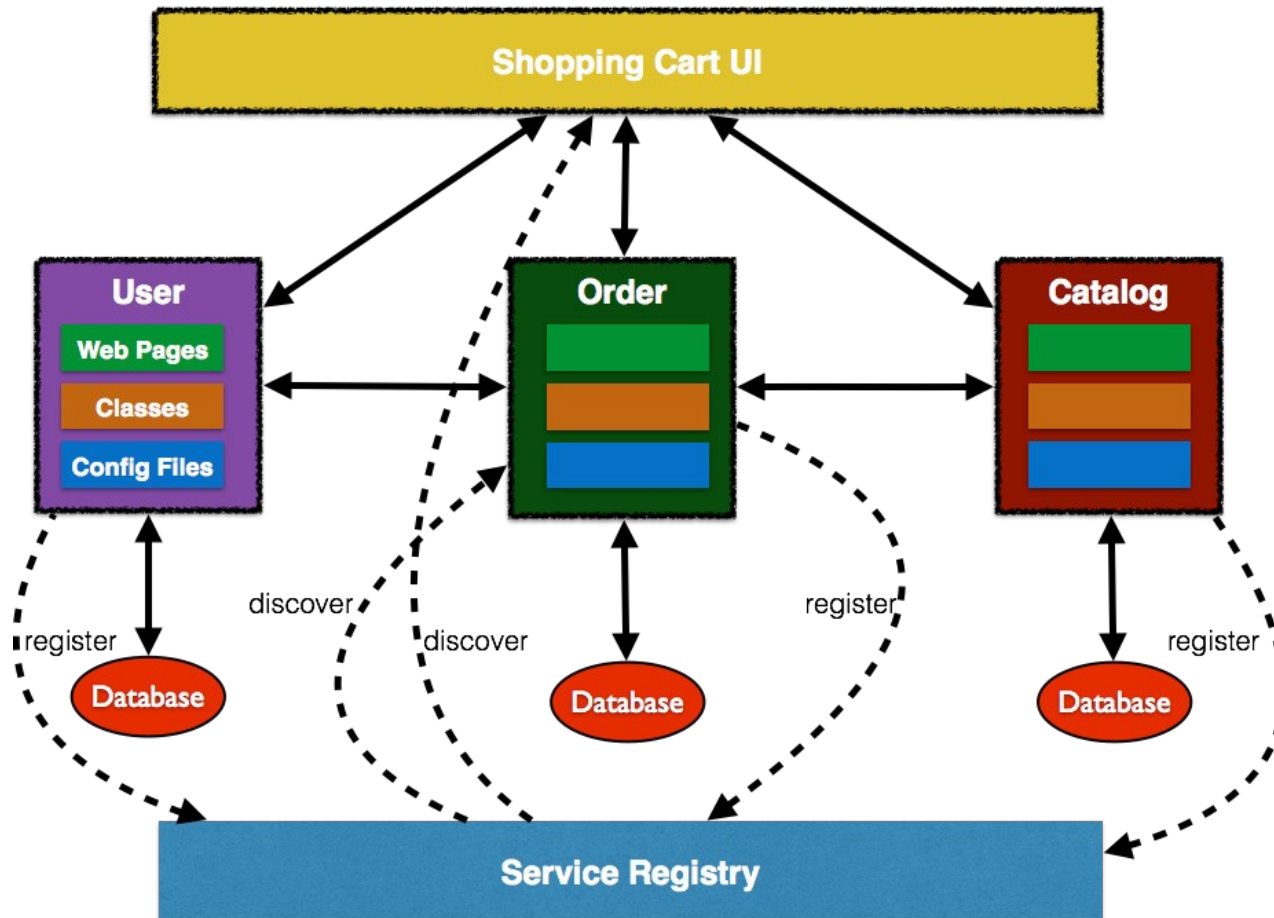 Shopping Cart UI
User
Web Pages
Classes
Config Files
Order
Catalog
discover
register
register
discover
register
Database
Database
Database
Service Registry